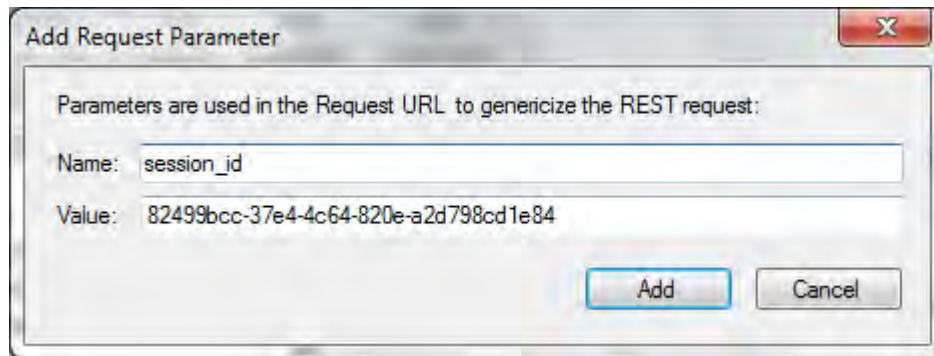 Add Request Parameter
Parameters are used in the Request URL to genericize the REST request:
Name: session_id
Value: 82499bcc-37e4-4c64-820e-a2d798cd1e84
Add Cancel